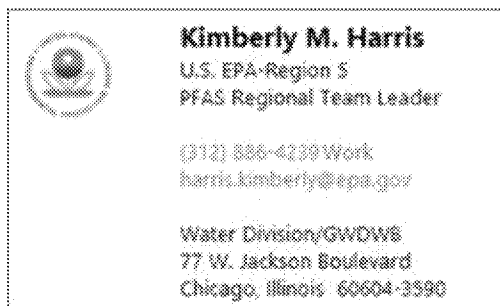 Kimberly M. Harris
U.S. EPA-Region 5
PFAS Regional Team Leader
(312) 886-4239 Work
harris.kimberly@epa.gov
Water Division/GWDWB
77 W. Jackson Boulevard
Chicago, Illinois 60604-3590